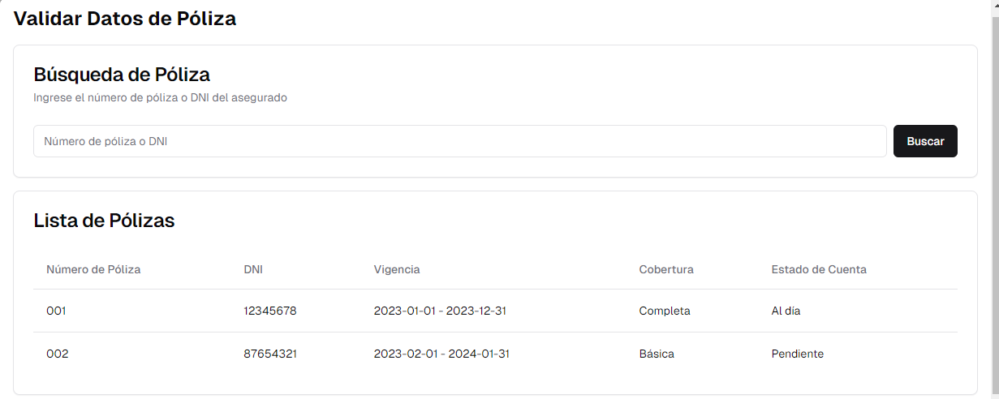 Validar Datos de Póliza
Búsqueda de Póliza
Ingrese el número de póliza o DNI del asegurado
Número de póliza o DNI
Buscar
Lista de Pólizas
Número de Póliza DNI Vigencia Cobertura Estado de Cuenta
001 12345678 2023-01-01 - 2023-12-31 Completa Al día
002 87654321 2023-02-01 - 2024-01-31 Básica Pendiente